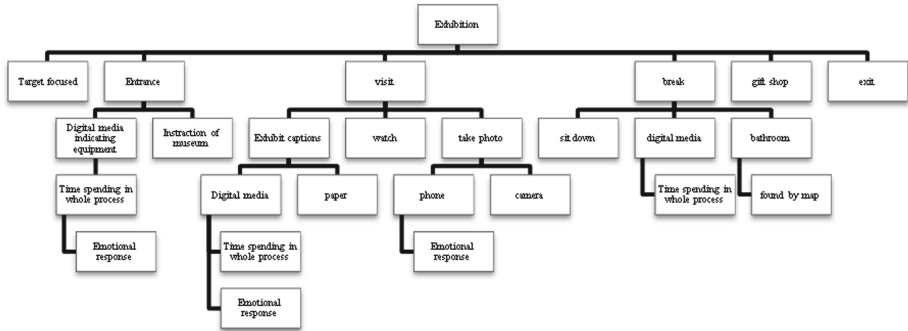 Exhibition
Target focused
Entrance
visit
break
gift shop
exit
Digital media
indicating
equipment
Instraction of
museum
Exhibit captions
watch
take photo
sit down
digital media
bathroom
Time spending in
whole process
Digital media
paper
phone
camera
Time spending in
whole process
found by map
Emotional
response
Time spending in
whole process
Emotional
response
Emotional
response